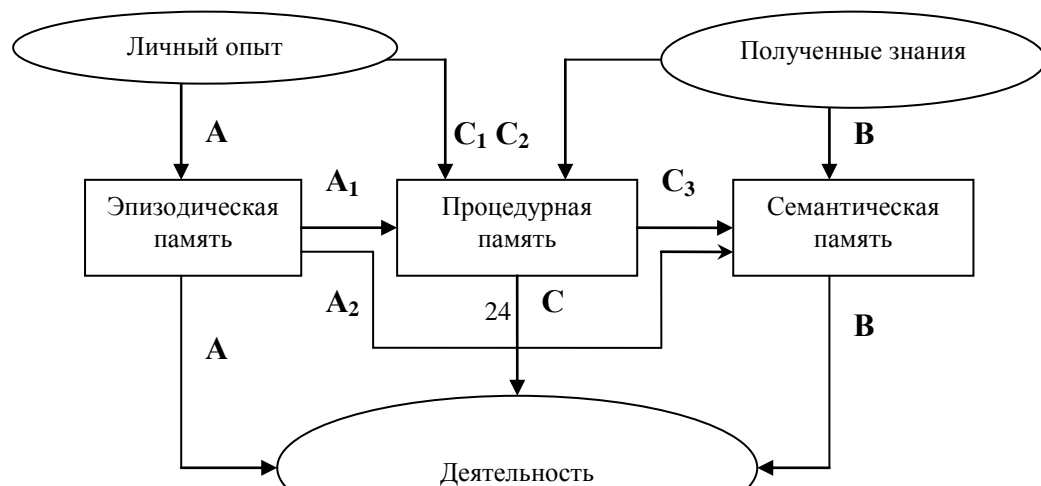 Личный опыт
Полученные знания
A
C₁ C₂
B
A₁
C₃
Эпизодическая
память
Процедурная
память
Семантическая
память
A₂
24
C
A
B
Деятельность